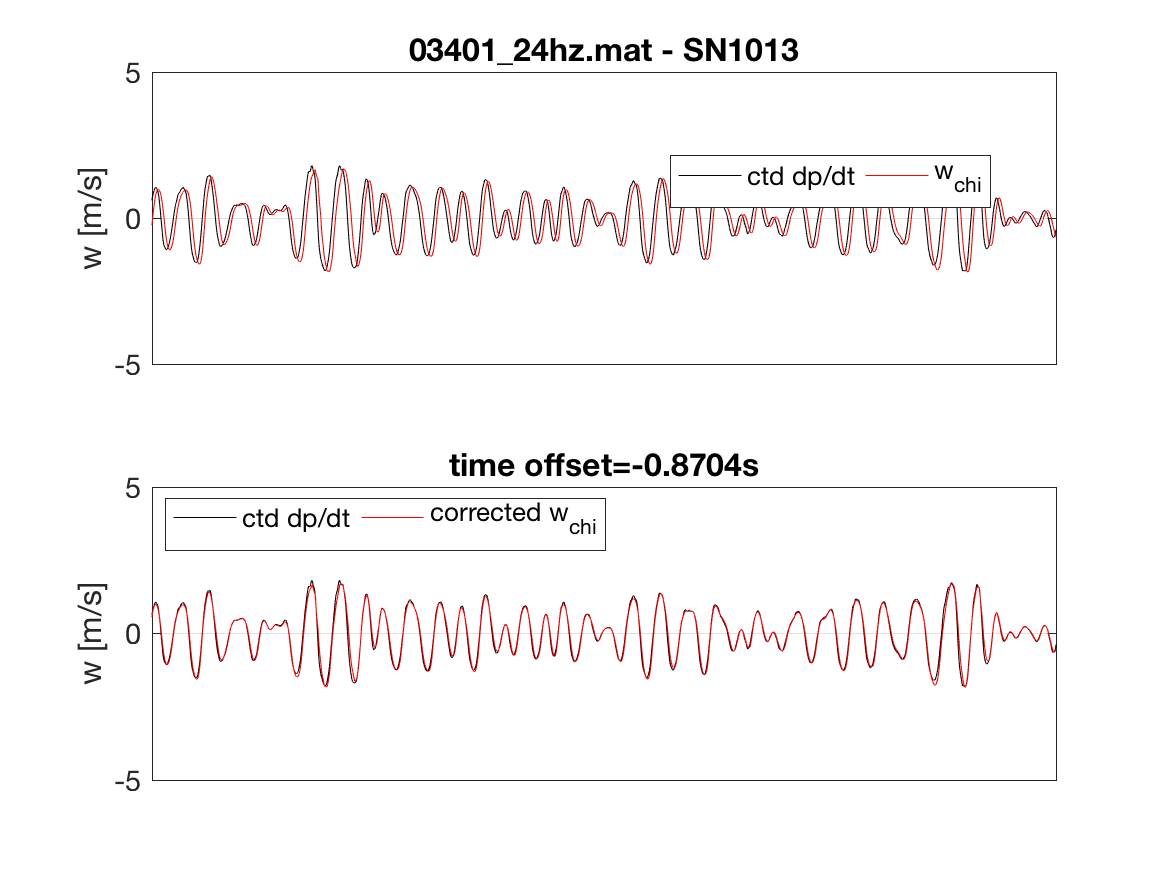 03401_24hz.mat - SN1013
5
ctd dp/dt w_chi
0
w [m/s]
-5
time offset=-0.8704s
5
ctd dp/dt corrected w_chi
0
w [m/s]
-5